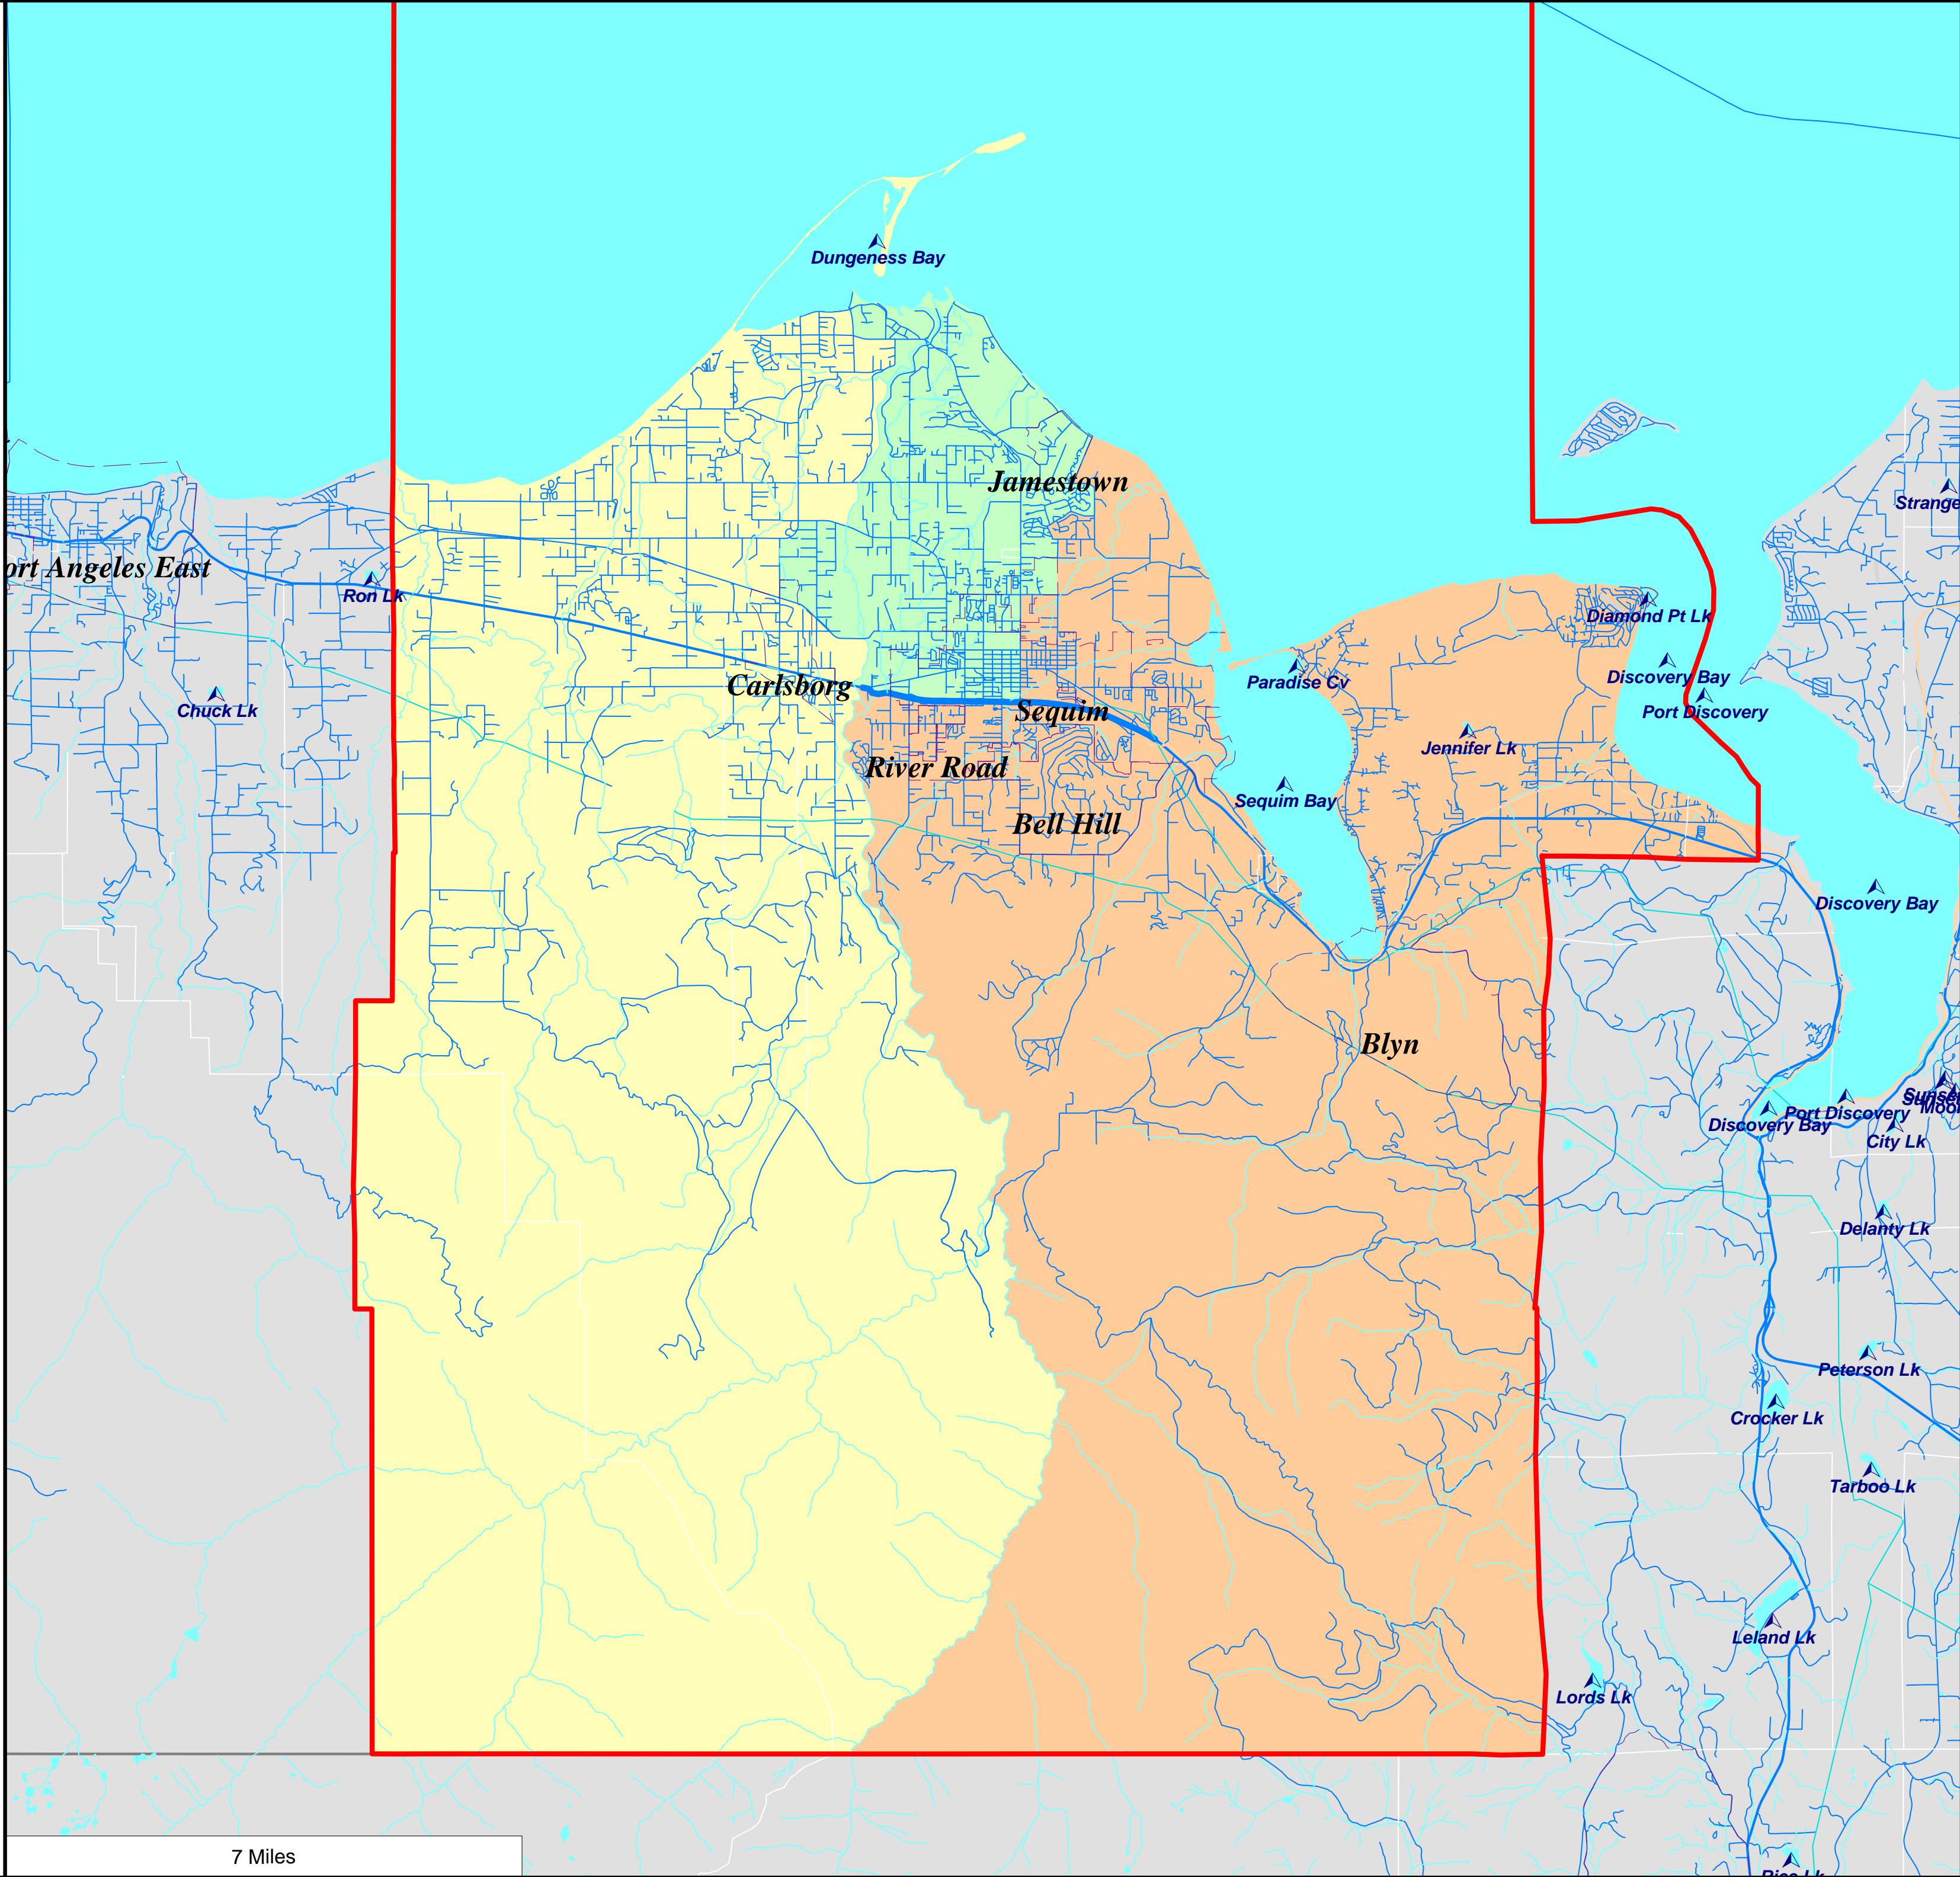 Dungeness Bay
Jamestown
Strange
ort Angeles East
Ron Lk
Diamond Pt Lk
Discovery Bay
Paradise Cv
Carlsborg
Chuck Lk
Sequim
Port Discovery
Jennifer Lk
River Road
Sequim Bay
Bell Hill
Discovery Bay
Blyn
Port Discovery
Discovery Bay
City Lk
Delanty Lk
Peterson Lk
Crocker Lk
Tarboo Lk
Leland Lk
Lords Lk
7 Miles